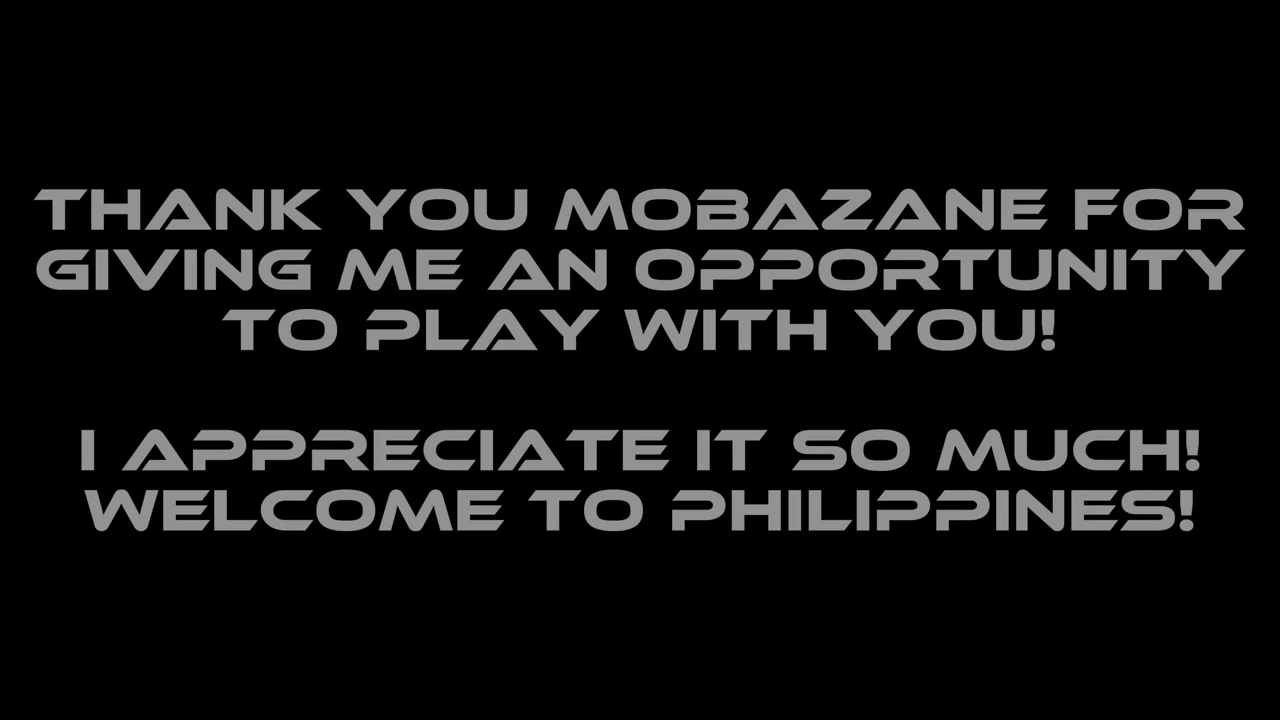 THANK YOU MOBAZANE FOR
GIVING ME AN OPPORTUNITY
TO PLAY WITH YOU!
I APPRECIATE IT SO MUCH!
WELCOME TO PHILIPPINES!